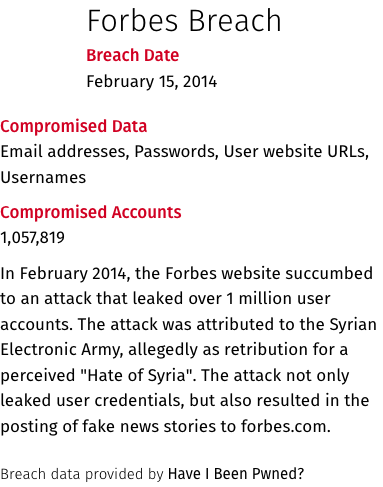 Forbes Breach
Breach Date
February 15, 2014
Compromised Data
Email addresses, Passwords, User website URLs,
Usernames
Compromised Accounts
1,057,819
In February 2014, the Forbes website succumbed
to an attack that leaked over 1 million user
accounts. The attack was attributed to the Syrian
Electronic Army, allegedly as retribution for a
perceived "Hate of Syria". The attack not only
leaked user credentials, but also resulted in the
posting of fake news stories to forbes.com.
Breach data provided by Have I Been Pwned?